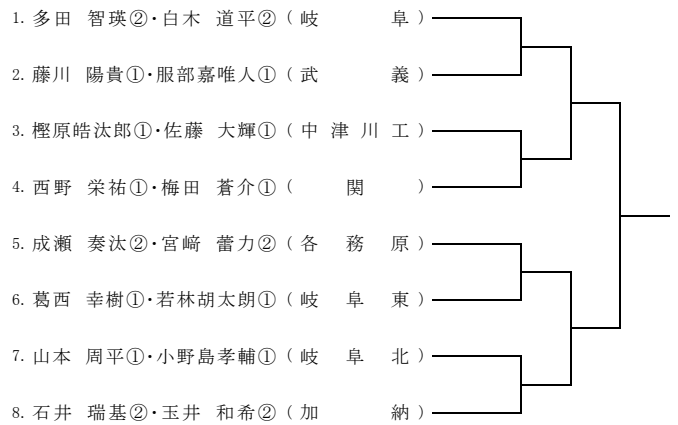 1. 多田 智瑛②・白木 道平② ( 岐 阜 )
2. 藤川 陽貴①・服部嘉唯人① ( 武 義 )
3. 樫原皓汰郎①・佐藤 大輝① ( 中 津 川 工 )
4. 西野 栄祐①・梅田 蒼介① ( 関 )
5. 成瀬 奏汰②・宮﨑 蕾力② ( 各 務 原 )
6. 葛西 幸樹①・若林胡太朗① ( 岐 阜 東 )
7. 山本 周平①・小野島孝輔① ( 岐 阜 北 )
8. 石井 瑞基②・玉井 和希② ( 加 納 )